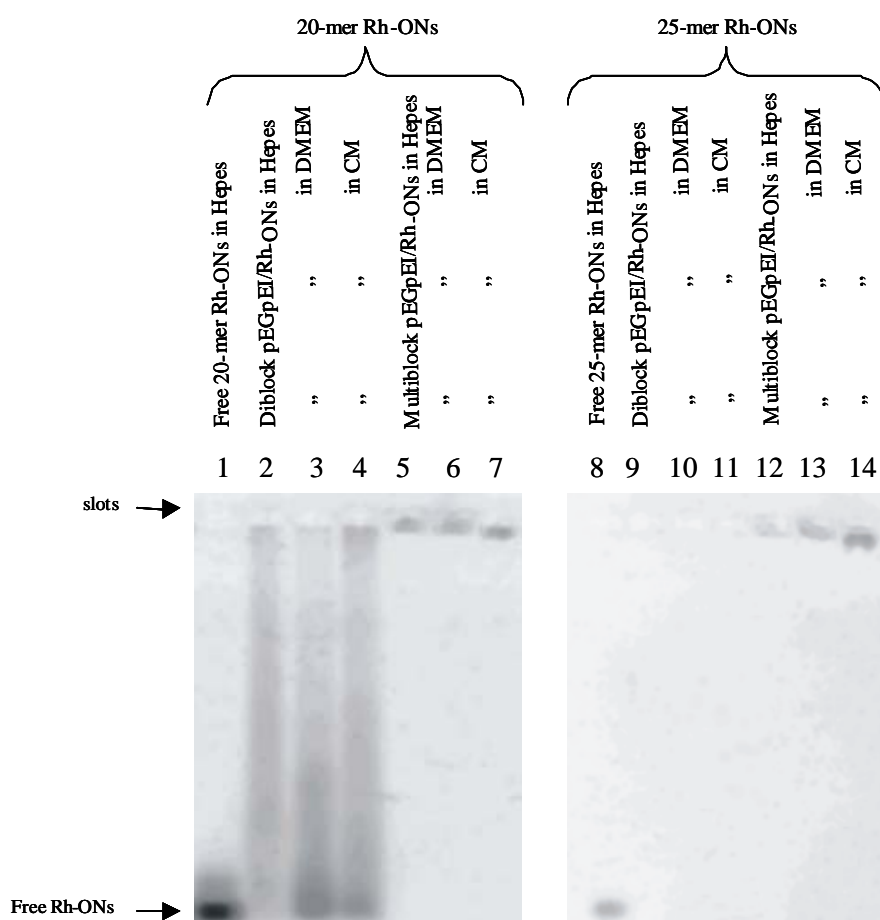 20-mer Rh-ONs
25-mer Rh-ONs
Free 20-mer Rh-ONs in Hepes
Diblock pEGpEI/Rh-ONs in Hepes
„ „ in DMEM
„ „ in CM
Multiblock pEGpEI/Rh-ONs in Hepes
„ „ in DMEM
„ „ in CM
Free 25-mer Rh-ONs in Hepes
Diblock pEGpEI/Rh-ONs in Hepes
„ „ in DMEM
„ „ in CM
Multiblock pEGpEI/Rh-ONs in Hepes
„ „ in DMEM
„ „ in CM
1 2 3 4 5 6 7
8 9 10 11 12 13 14
slots
Free Rh-ONs